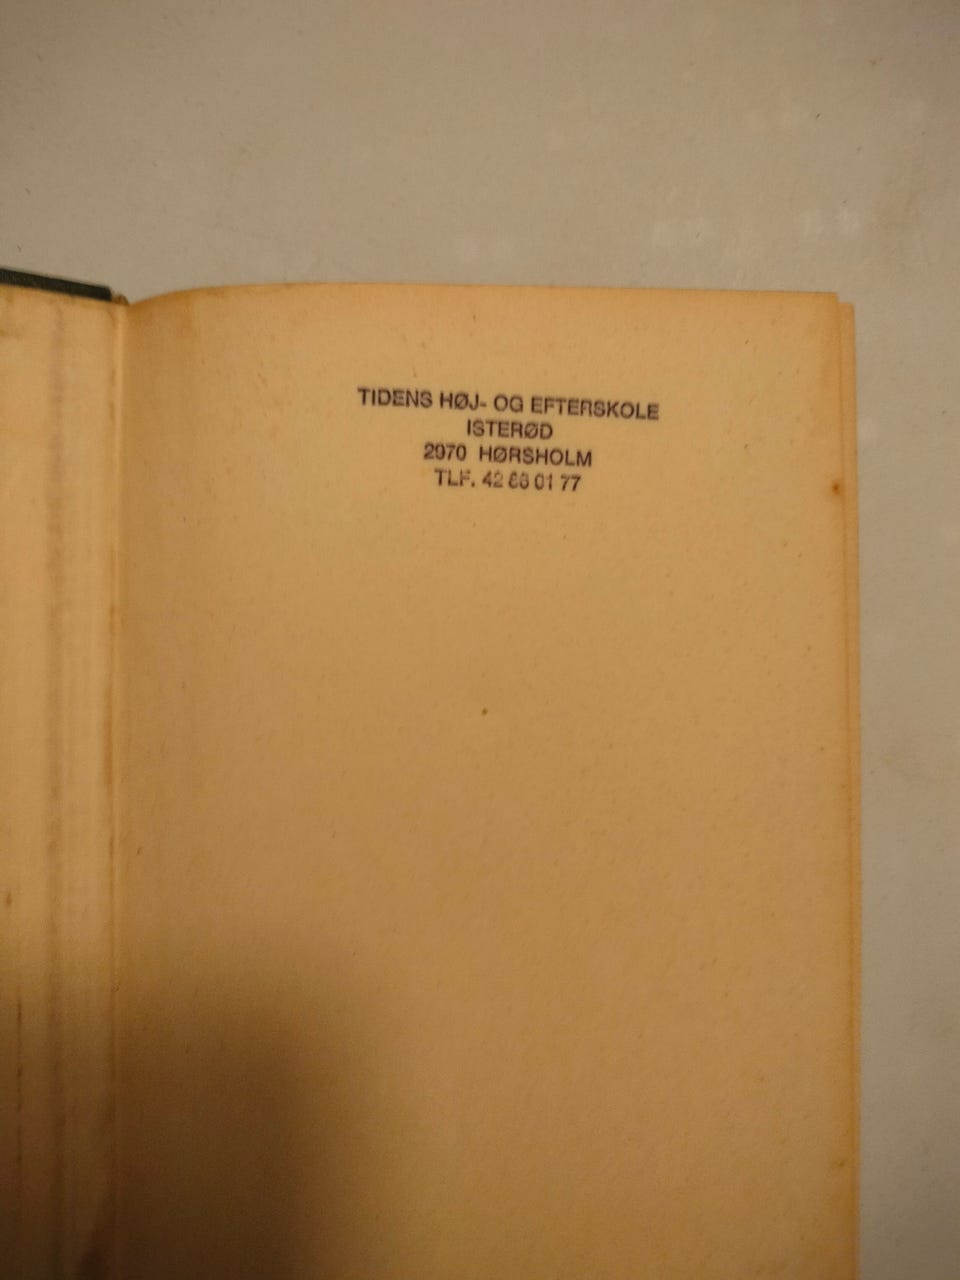 TIDENS HØJ- OG EFTERSKOLE
ISTERØD
2970 HØRSHOLM
TLF. 42 86 01 77